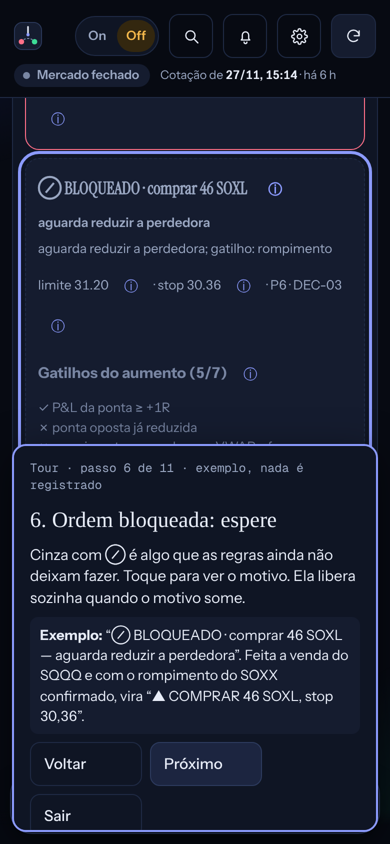 On Off
Mercado fechado Cotação de 27/11, 15:14 · há 6 h
BLOQUEADO · comprar 46 SOXL
aguarda reduzir a perdedora
aguarda reduzir a perdedora; gatilho: rompimento
limite 31.20 · stop 30.36 · P6 · DEC-03
Gatilhos do aumento (5/7)
✓ P&L da ponta ≥ +1R
× ponta oposta já reduzida
Tour · passo 6 de 11 · exemplo, nada é
registrado
6. Ordem bloqueada: espere
Cinza com ⊘ é algo que as regras ainda não
deixam fazer. Toque para ver o motivo. Ela libera
sozinha quando o motivo some.
Exemplo: “⊘ BLOQUEADO · comprar 46 SOXL
— aguarda reduzir a perdedora”. Feita a venda do
SQQQ e com o rompimento do SOXX
confirmado, vira “▲ COMPRAR 46 SOXL, stop
30,36”.
Voltar Próximo
Sair